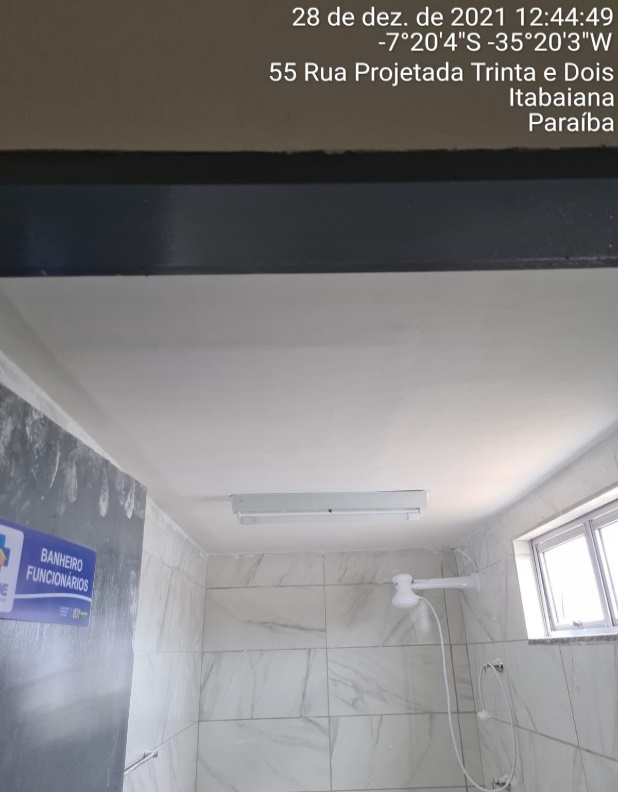 28 de dez. de 2021 12:44:49
-7°20'4"S -35°20'3"W
55 Rua Projetada Trinta e Dois
Itabaiana
Paraíba
BANHEIRO
FUNCIONÁRIOS